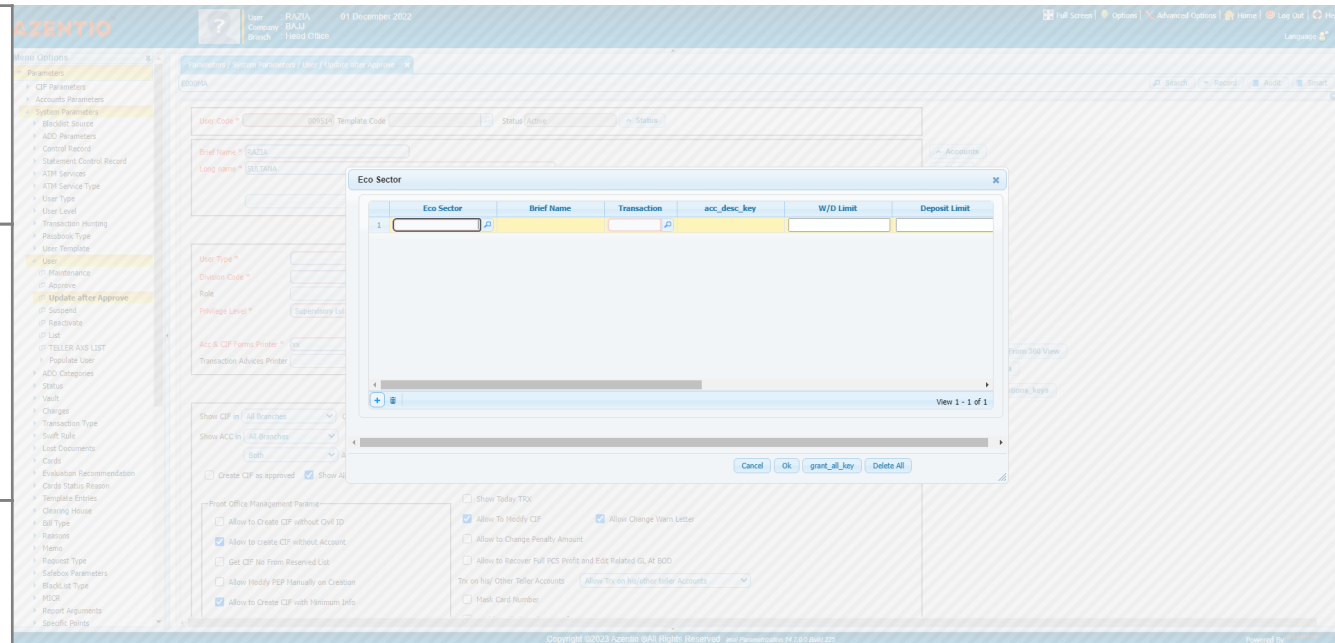 AZENTIO
User RAZIA 01 December 2022
Company BAJJ
Branch Head Office
Full Screen | Options | Advanced Options | Home | Log Out | He
Language
Menu Options
Parameters
CIF Parameters
Accounts Parameters
System Parameters
Blacklist Source
ADD Parameters
Control Record
Statement Control Record
ATM Services
ATM Service Type
User Type
User Level
Transaction Hunting
Passbook Type
User Template
User
Maintenance
Approve
Update after Approve
Suspend
Reactivate
List
TELLER AXS LIST
Populate User
ADD Categories
Status
Vault
Charges
Transaction Type
Swift Rule
Lost Documents
Cards
Evaluation Recommendation
Cards Status Reason
Template Entries
Clearing House
Bill Type
Reasons
Memo
Request Type
Safebox Parameters
BlackList Type
MICR
Report Arguments
Specific Points
Parameters / System Parameters / User / Update after Approve
Search Record Audit Email
User Code * Template Code Status Active Status
Brief Name * RAZIA
Accounts
Long name * SULTANA
Eco Sector
Eco Sector Brief Name Transaction acc_desc_key W/D Limit Deposit Limit
1
View 1 - 1 of 1
Cancel Ok grant_all_key Delete All
User Type *
Division Code *
Role
Privilege Level * Supervisory Lvl
Acc & CIF Forms Printer * xx
Transaction Advices Printer
From 360 View
Show CIF in All Branches
Show ACC in All Branches
Both
Create CIF as approved Show Al
Front Office Management Params
Allow to Create CIF without Civil ID
Allow to create CIF without Account
Get CIF No From Reserved List
Allow Modify PEP Manually on Creation
Allow to Create CIF with Minimum Info
Show Today TRX
Allow To Modify CIF Allow Change Warn Letter
Allow to Change Penalty Amount
Allow to Recover Full PCS Profit and Edit Related GL At BOD
Trx on his/ Other Teller Accounts Allow Trx on his/other teller Accounts
Mask Card Number
Copyright ©2023 Azentio ®All Rights Reserved
Powered By